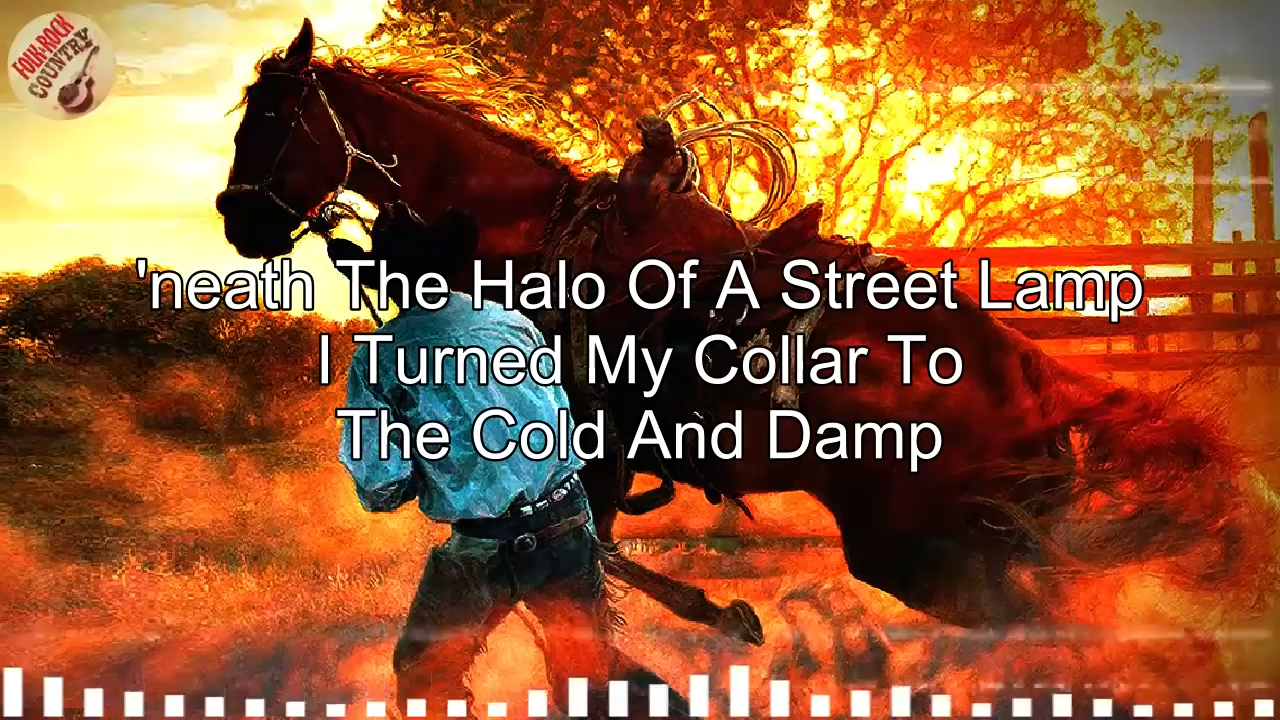 FOLK-ROCK
COUNTRY
'neath The Halo Of A Street Lamp
I Turned My Collar To
The Cold And Damp